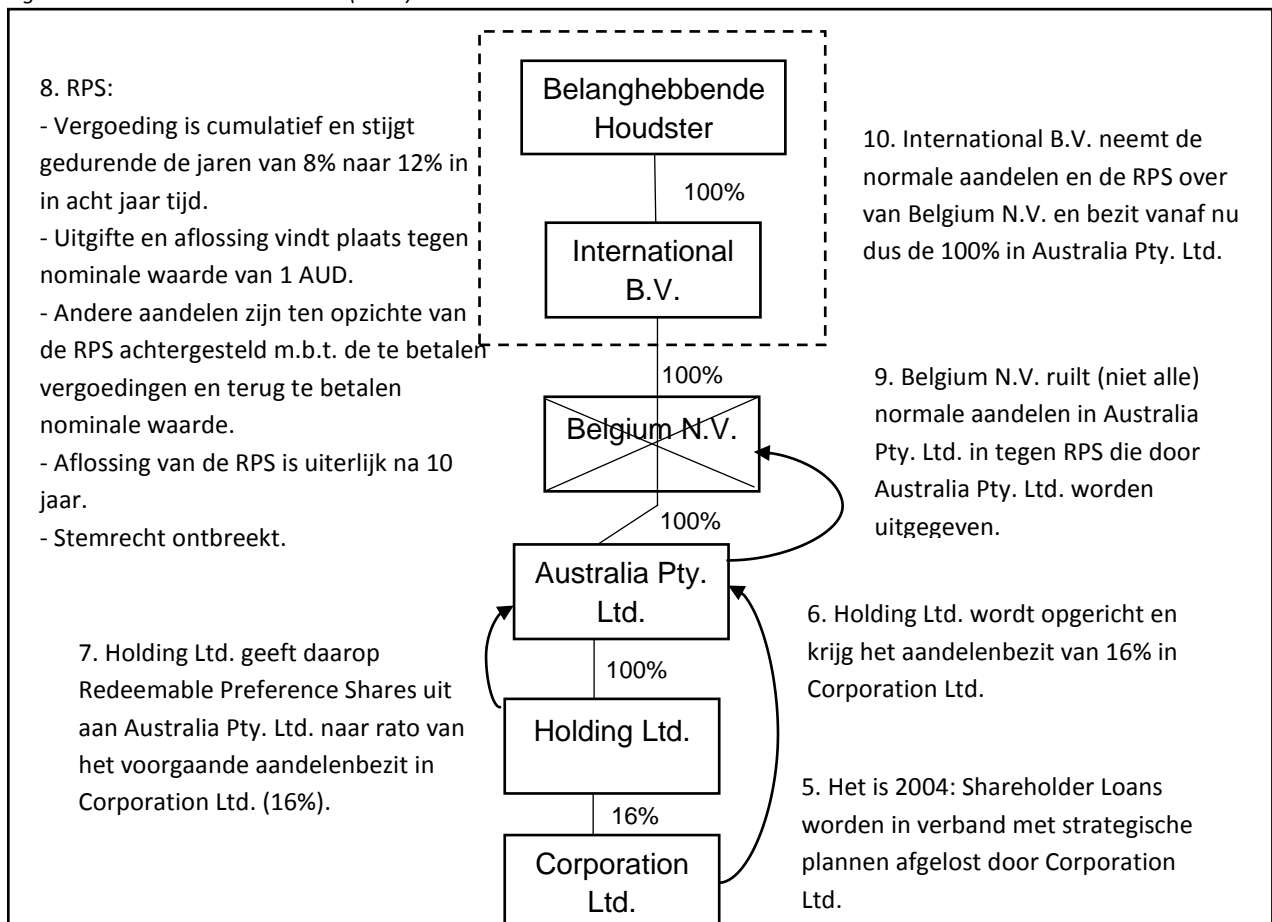 8. RPS:
- Vergoeding is cumulatief en stijgt
gedurende de jaren van 8% naar 12% in
in acht jaar tijd.
- Uitgifte en aflossing vindt plaats tegen
nominale waarde van 1 AUD.
- Andere aandelen zijn ten opzichte van
de RPS achtergesteld m.b.t. de te betalen
vergoedingen en terug te betalen
nominale waarde.
- Aflossing van de RPS is uiterlijk na 10
jaar.
- Stemrecht ontbreekt.
Belanghebbende
Houdster
100%
International
B.V.
100%
Belgium N.V.
100%
Australia Pty.
Ltd.
100%
Holding Ltd.
16%
Corporation
Ltd.
10. International B.V. neemt de
normale aandelen en de RPS over
van Belgium N.V. en bezit vanaf nu
dus de 100% in Australia Pty. Ltd.
9. Belgium N.V. ruilt (niet alle)
normale aandelen in Australia
Pty. Ltd. in tegen RPS die door
Australia Pty. Ltd. worden
uitgegeven.
7. Holding Ltd. geeft daarop
Redeemable Preference Shares uit
aan Australia Pty. Ltd. naar rato van
het voorgaande aandelenbezit in
Corporation Ltd. (16%).
6. Holding Ltd. wordt opgericht en
krijg het aandelenbezit van 16% in
Corporation Ltd.
5. Het is 2004: Shareholder Loans
worden in verband met strategische
plannen afgelost door Corporation
Ltd.